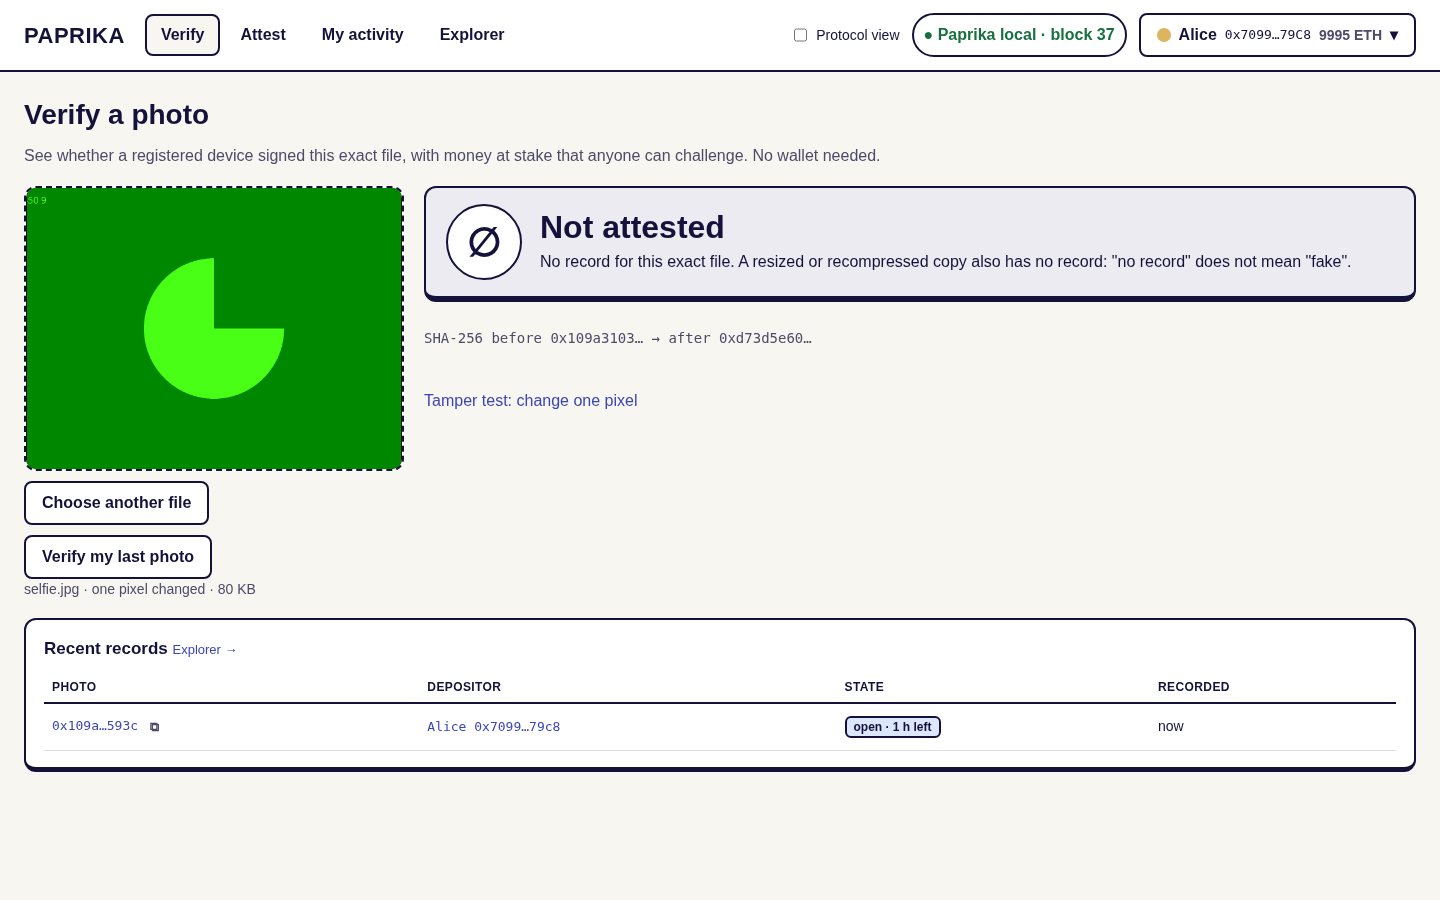 PAPRIKA Verify Attest My activity Explorer Protocol view ● Paprika local · block 37 Alice 0x7099…79C8 9995 ETH ▼
Verify a photo
See whether a registered device signed this exact file, with money at stake that anyone can challenge. No wallet needed.
50 9
∅
Not attested
No record for this exact file. A resized or recompressed copy also has no record: "no record" does not mean "fake".
SHA-256 before 0x109a3103… → after 0xd73d5e60…
Tamper test: change one pixel
Choose another file
Verify my last photo
selfie.jpg · one pixel changed · 80 KB
Recent records Explorer →
PHOTO DEPOSITOR STATE RECORDED
0x109a…593c Alice 0x7099…79c8 open · 1 h left now